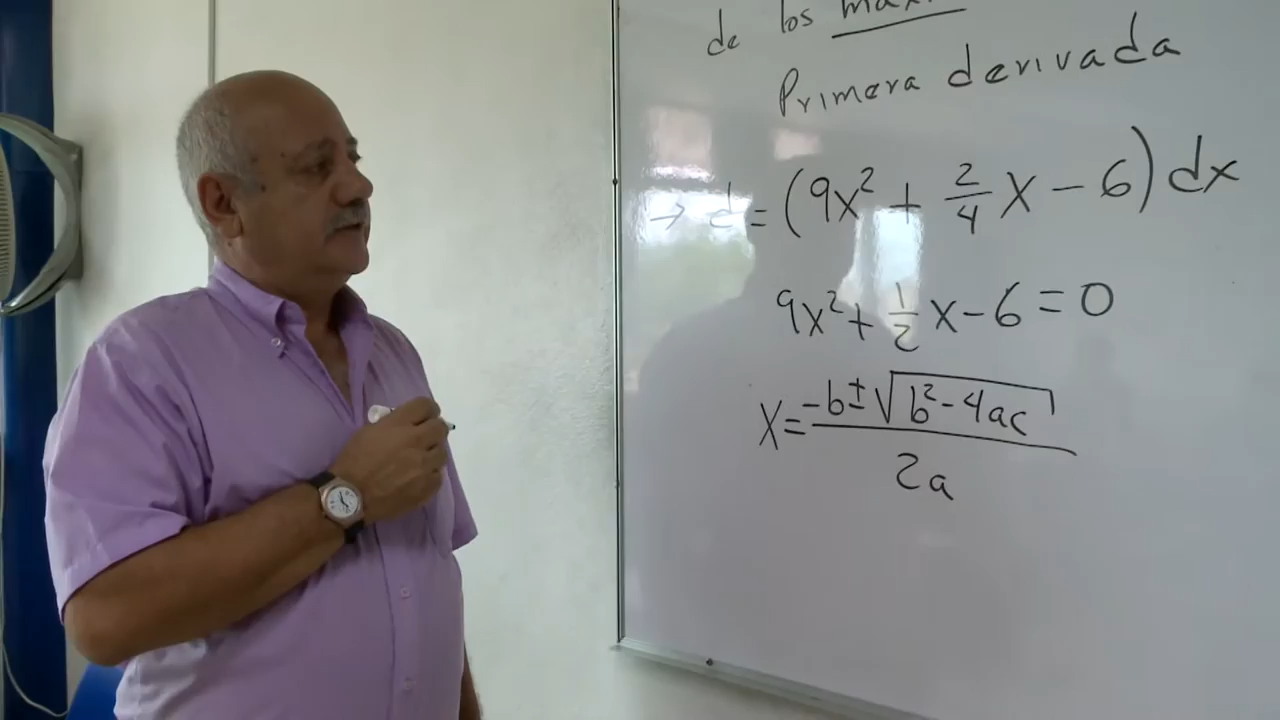 de los
Primera derivada
→ d = (9x² + 2/4 x - 6) dx
9x² + 1/2 x - 6 = 0
x = -b ± √(b² - 4ac) / 2a